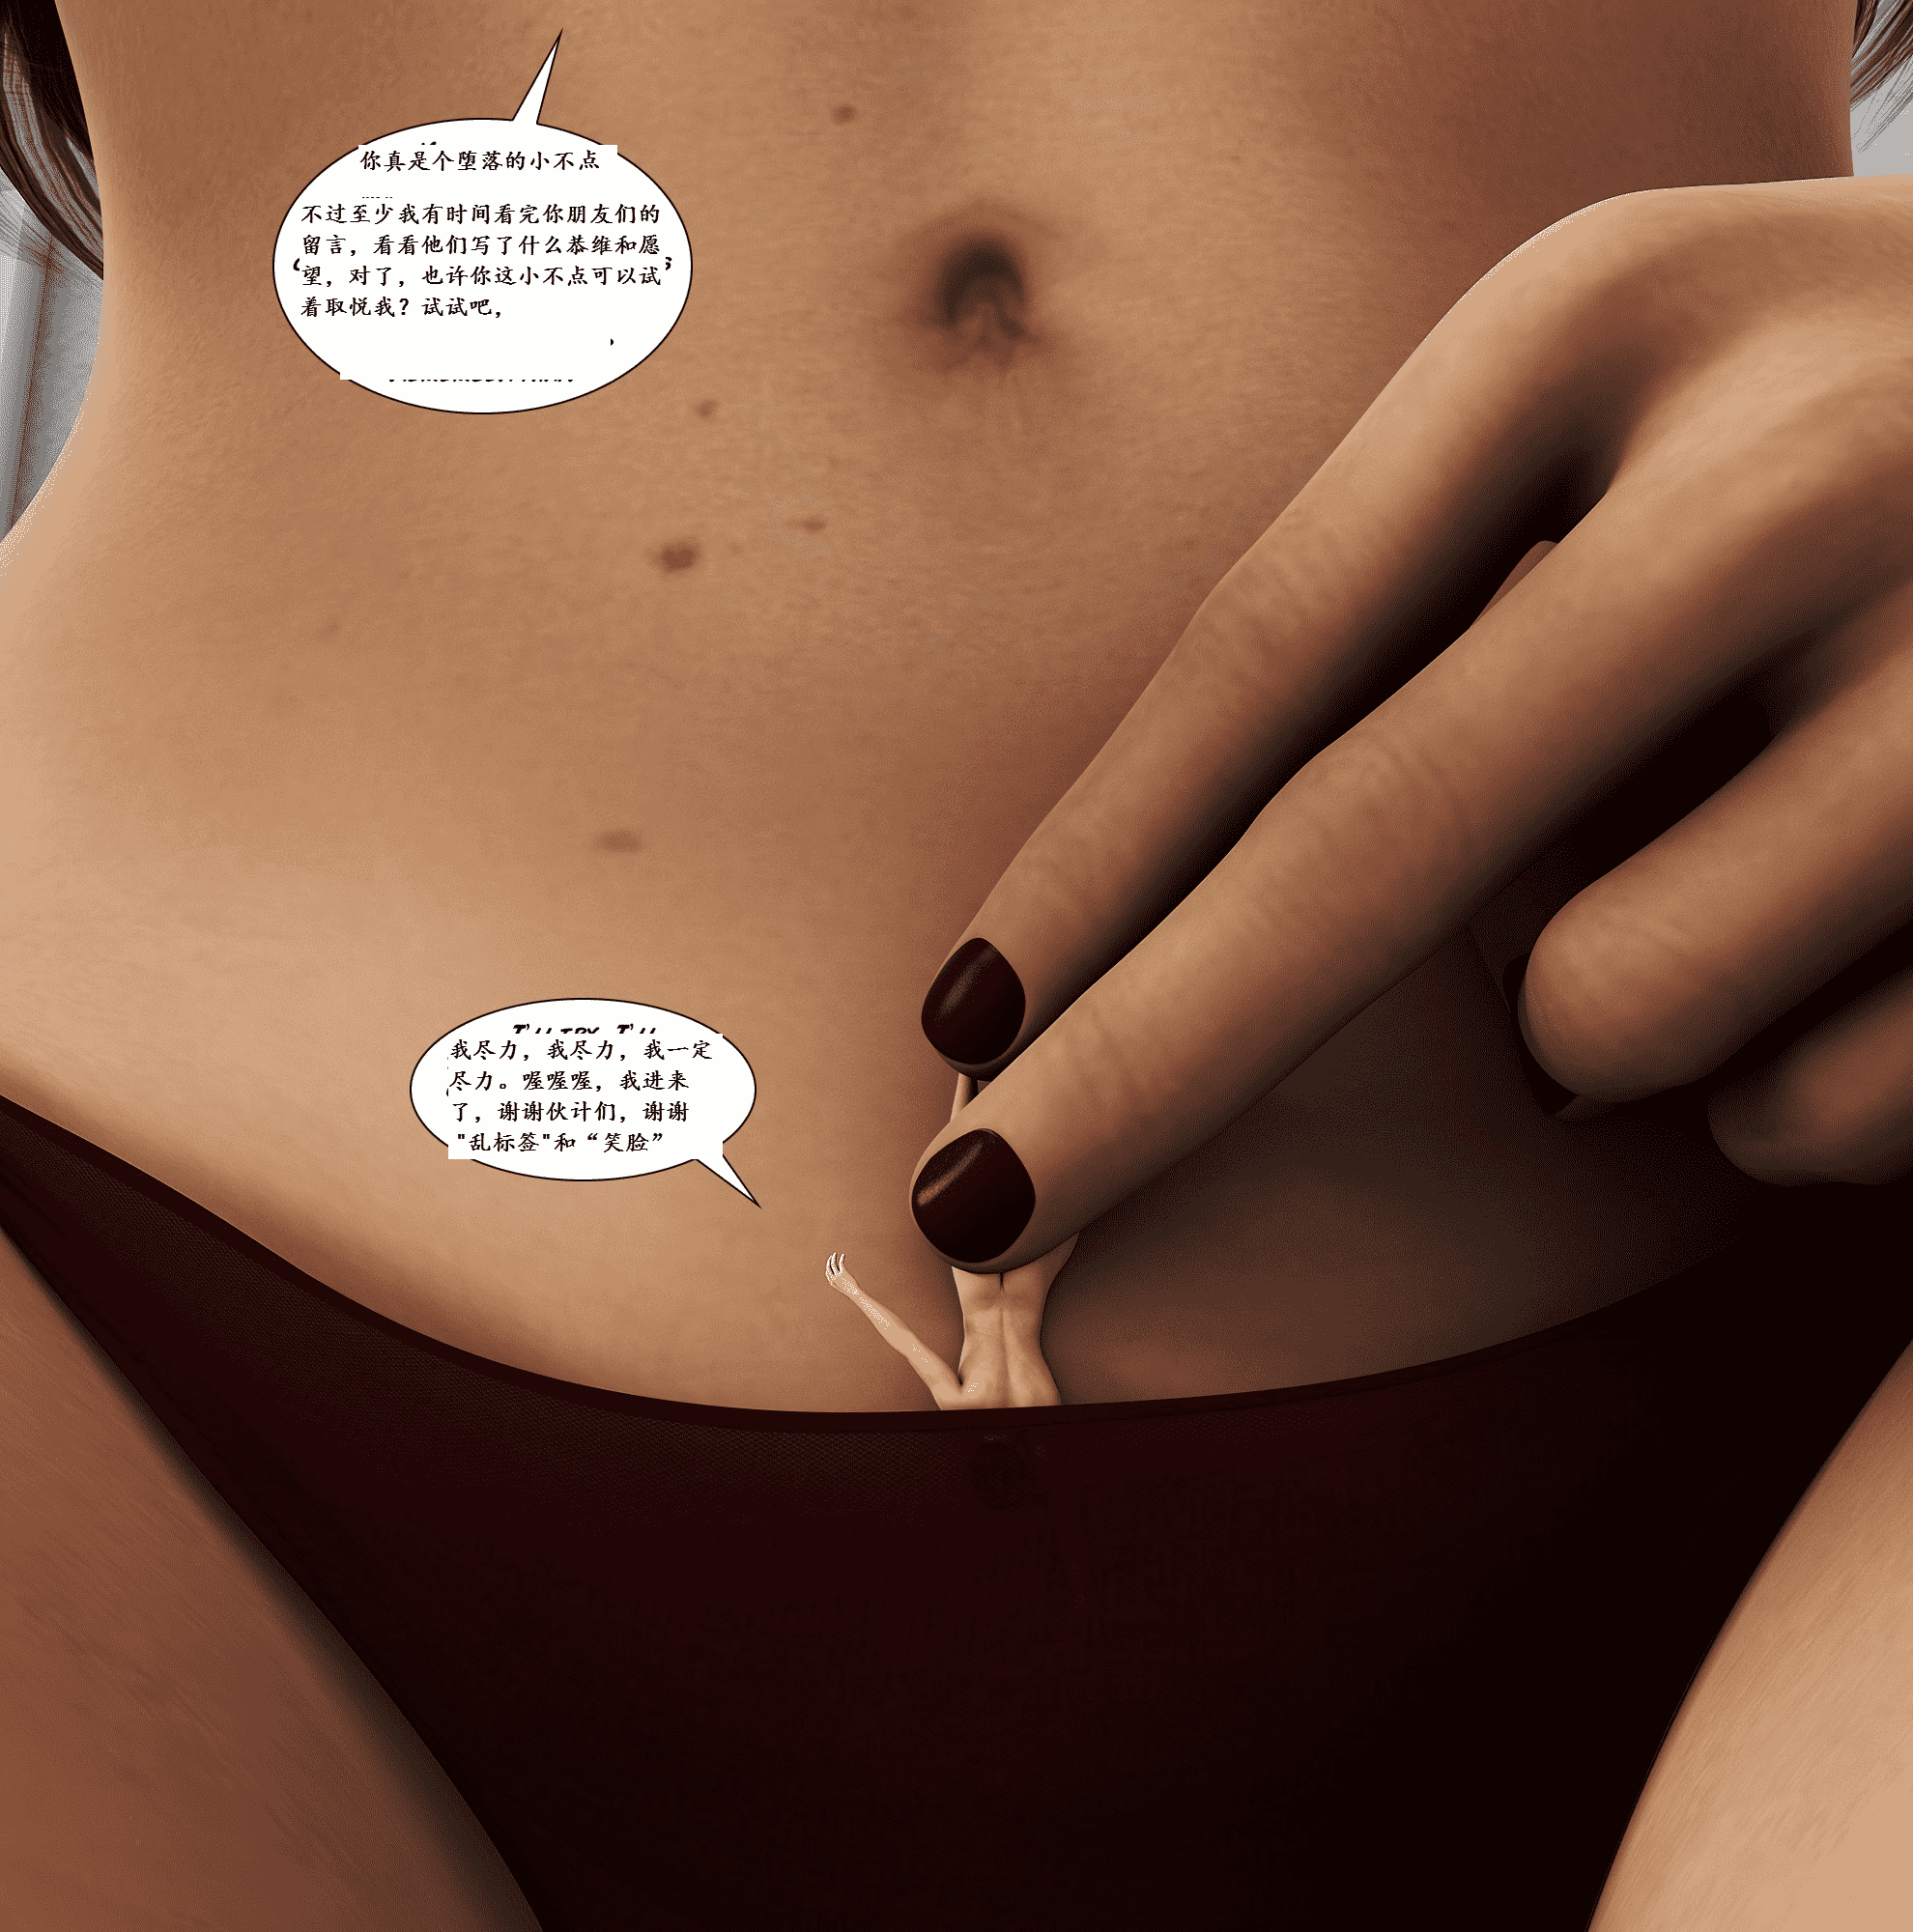 你真是个堕落的小不点
不过至少我有时间看完你朋友们的
留言，看看他们写了什么恭维和愿
望，对了，也许你这小不点可以试
着取悦我？试试吧，
我尽力，我尽力，我一定
尽力。喔喔喔，我进来
了，谢谢伙计们，谢谢
"乱标签"和“笑脸”